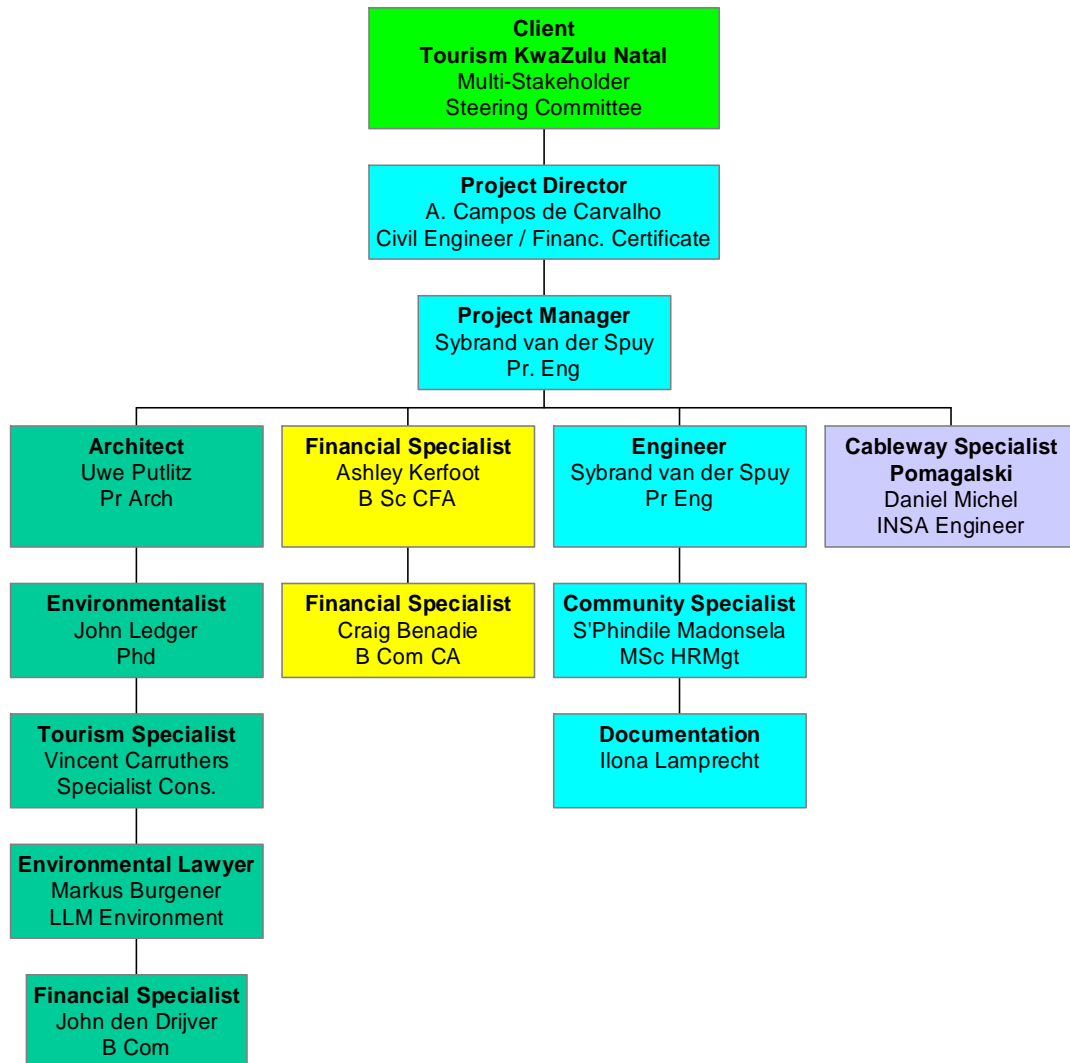 Client
Tourism KwaZulu Natal
Multi-Stakeholder
Steering Committee
Project Director
A. Campos de Carvalho
Civil Engineer / Financ. Certificate
Project Manager
Sybrand van der Spuy
Pr. Eng
Architect
Uwe Putlitz
Pr Arch
Financial Specialist
Ashley Kerfoot
B Sc CFA
Engineer
Sybrand van der Spuy
Pr Eng
Cableway Specialist
Pomagalski
Daniel Michel
INSA Engineer
Environmentalist
John Ledger
Phd
Financial Specialist
Craig Benadie
B Com CA
Community Specialist
S'Phindile Madonsela
MSc HRMgt
Tourism Specialist
Vincent Carruthers
Specialist Cons.
Documentation
Ilona Lamprecht
Environmental Lawyer
Markus Burgener
LLM Environment
Financial Specialist
John den Drijver
B Com